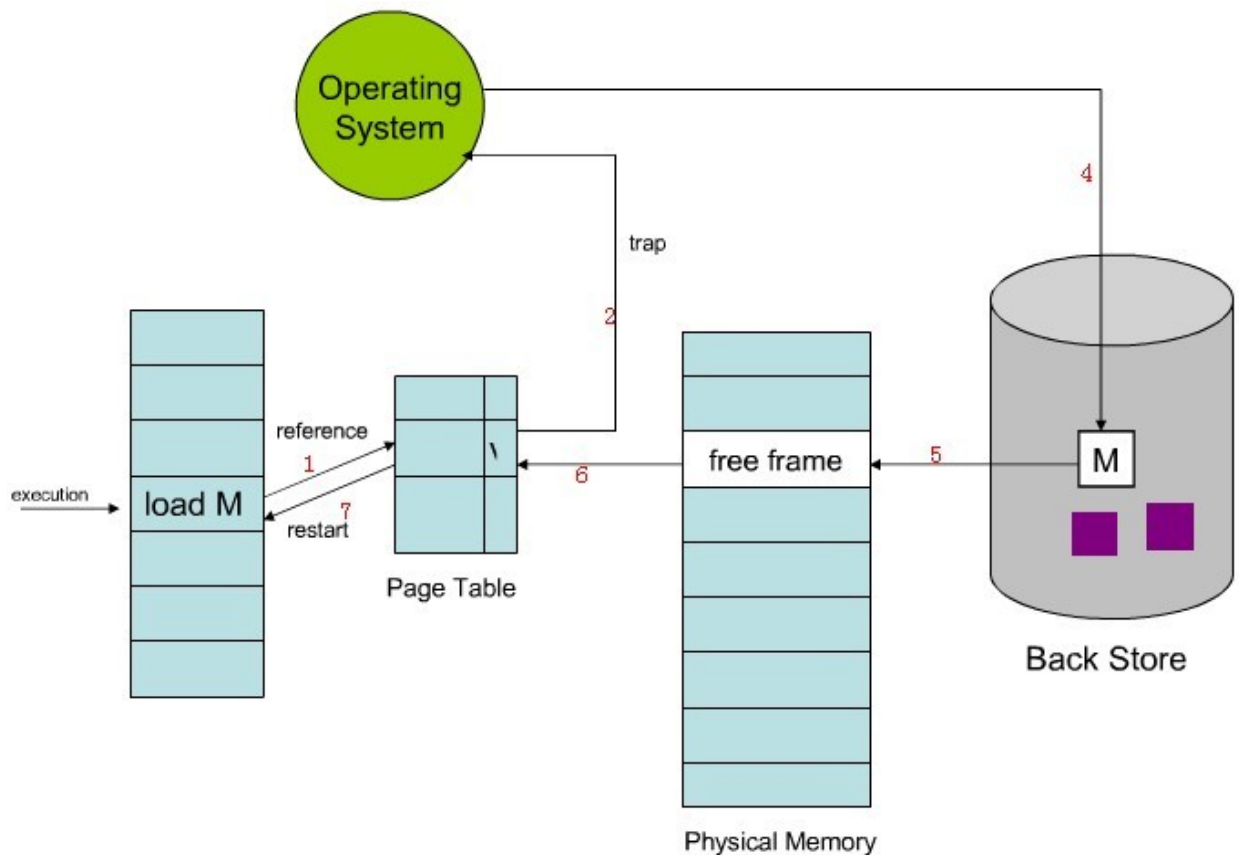 Operating
System
4
trap
2
reference
1
execution
load M
7
restart
Page Table
free frame
6
5
M
Back Store
Physical Memory